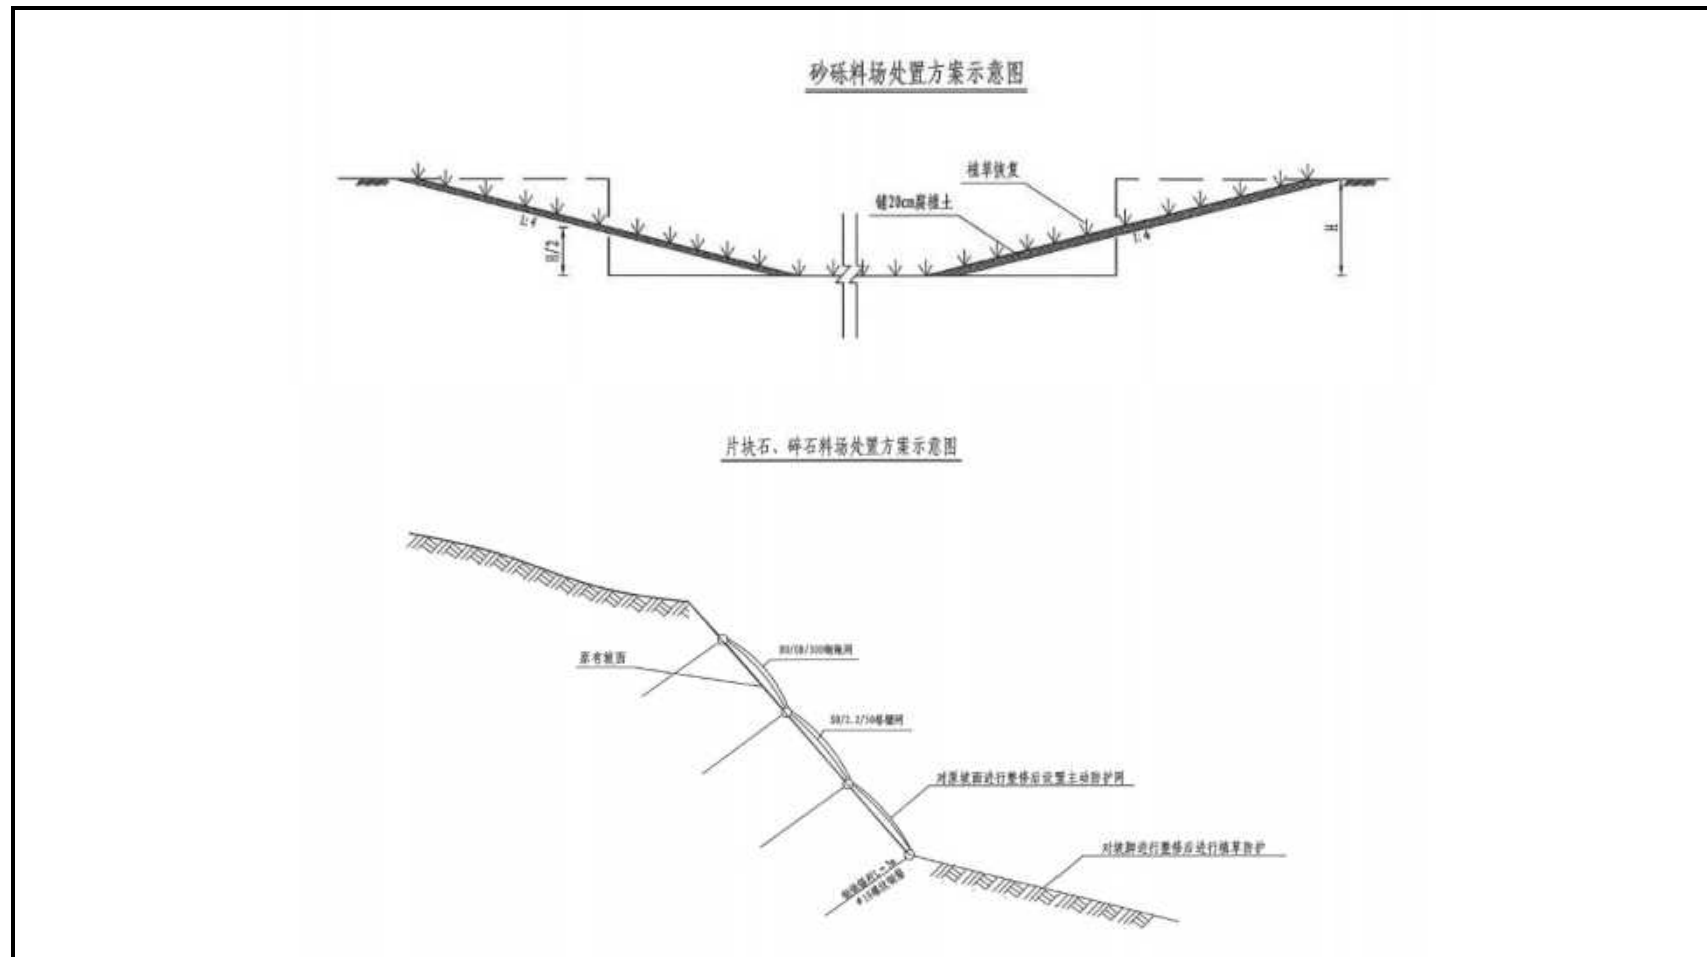 砂砾料场处置方案示意图
植草恢复
铺20cm腐植土
1:4
H/2
1:4
H
片块石、碎石料场处置方案示意图
原有坡面
对原坡面进行整修后设置主动防护网
对坡脚进行整修后进行植草防护